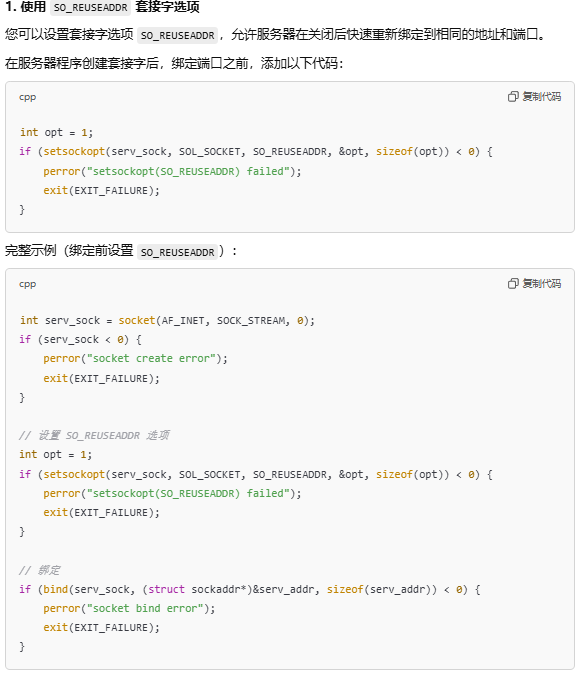 1. 使用 SO_REUSEADDR 套接字选项
您可以设置套接字选项 SO_REUSEADDR，允许服务器在关闭后快速重新绑定到相同的地址和端口。
在服务器程序创建套接字后，绑定端口之前，添加以下代码：
cpp 复制代码
int opt = 1;
if (setsockopt(serv_sock, SOL_SOCKET, SO_REUSEADDR, &opt, sizeof(opt)) < 0) {
    perror("setsockopt(SO_REUSEADDR) failed");
    exit(EXIT_FAILURE);
}
完整示例（绑定前设置 SO_REUSEADDR）：
cpp 复制代码
int serv_sock = socket(AF_INET, SOCK_STREAM, 0);
if (serv_sock < 0) {
    perror("socket create error");
    exit(EXIT_FAILURE);
}
// 设置 SO_REUSEADDR 选项
int opt = 1;
if (setsockopt(serv_sock, SOL_SOCKET, SO_REUSEADDR, &opt, sizeof(opt)) < 0) {
    perror("setsockopt(SO_REUSEADDR) failed");
    exit(EXIT_FAILURE);
}
// 绑定
if (bind(serv_sock, (struct sockaddr*)&serv_addr, sizeof(serv_addr)) < 0) {
    perror("socket bind error");
    exit(EXIT_FAILURE);
}